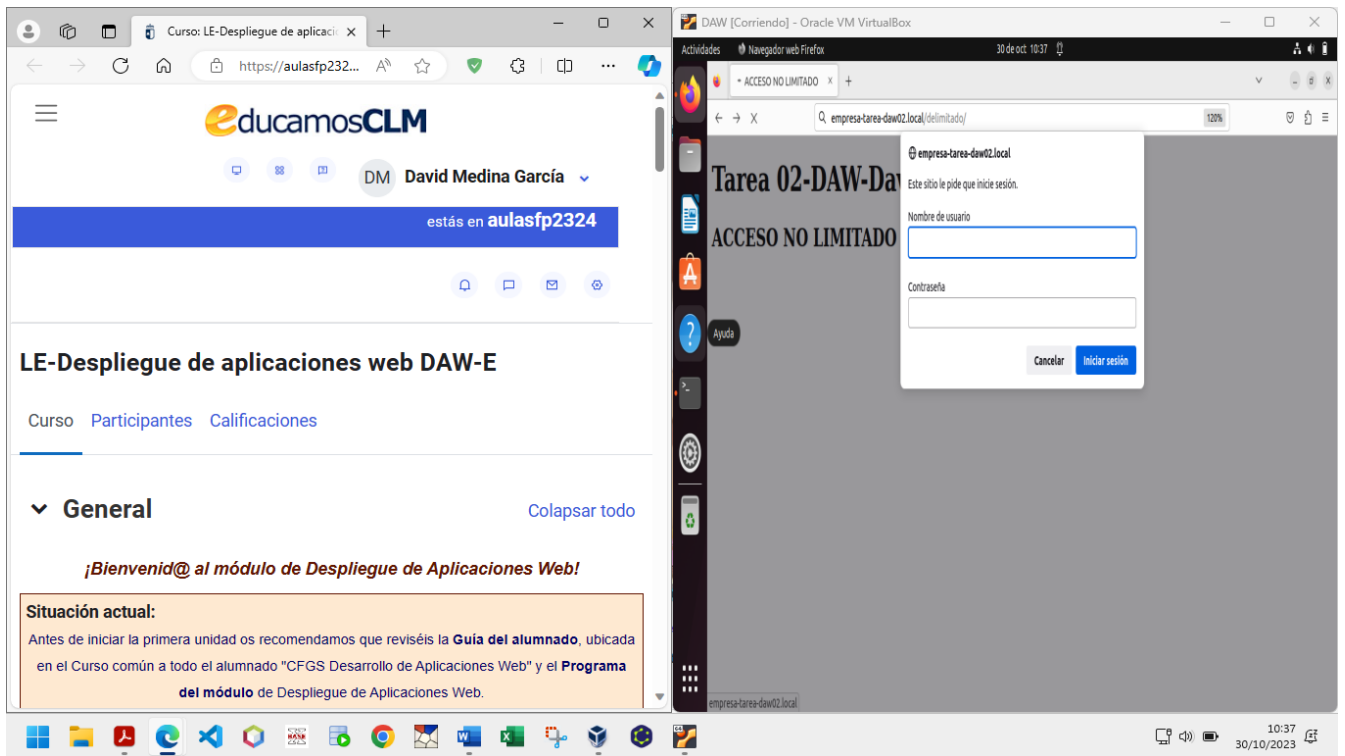 Curso: LE-Despliegue de aplicaci
https://aulasfp232...
educamosCLM
DM David Medina García
estás en aulasfp2324
LE-Despliegue de aplicaciones web DAW-E
Curso Participantes Calificaciones
General Colapsar todo
¡Bienvenid@ al módulo de Despliegue de Aplicaciones Web!
Situación actual:
Antes de iniciar la primera unidad os recomendamos que reviséis la Guía del alumnado, ubicada
en el Curso común a todo el alumnado "CFGS Desarrollo de Aplicaciones Web" y el Programa
del módulo de Despliegue de Aplicaciones Web.
DAW [Corriendo] - Oracle VM VirtualBox
Actividades Navegador web Firefox 30 de oct 10:37
ACCESO NO LIMITADO
empresa-tarea-daw02.local/delimitado/ 120%
Tarea 02-DAW-Dav
ACCESO NO LIMITADO
empresa-tarea-daw02.local
Este sitio le pide que inicie sesión.
Nombre de usuario
Contraseña
Cancelar Iniciar sesión
Ayuda
empresa-tarea-daw02.local
10:37
30/10/2023